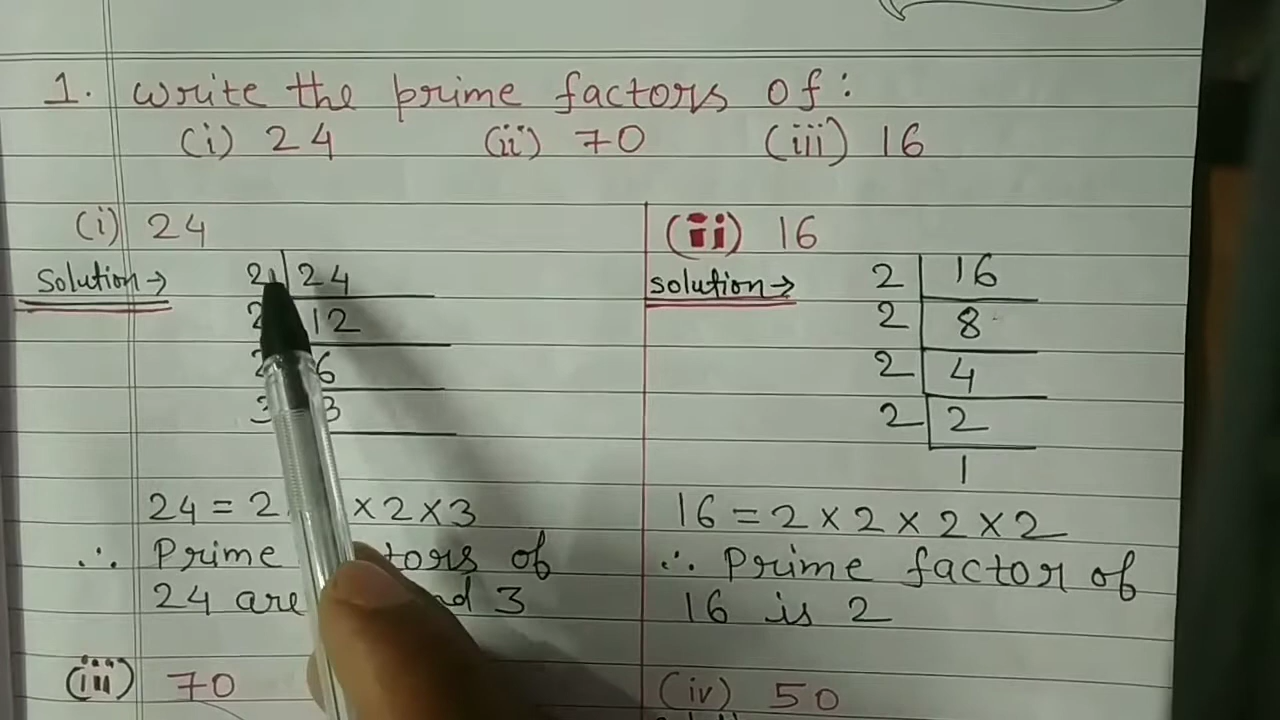 1. Write the prime factors of:
(i) 24 (ii) 70 (iii) 16
(i) 24
Solution →
2 24
12
6
3 3
24 = 2 ×2×3
∴ Prime of
24 are 3
(ii) 16
Solution →
2 16
2 8
2 4
2 2
1
16 = 2 × 2 × 2 × 2
∴ Prime factor of
16 is 2
(iii) 70
(iv) 50